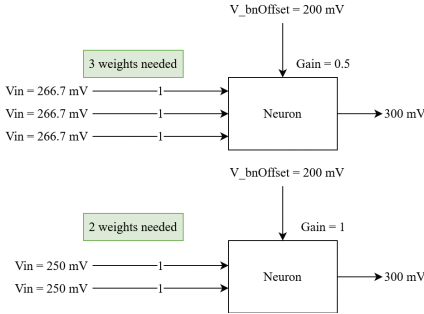 V_bnOffset = 200 mV
3 weights needed
Gain = 0.5
Vin = 266.7 mV
1
Vin = 266.7 mV
1
Neuron
300 mV
Vin = 266.7 mV
1
V_bnOffset = 200 mV
2 weights needed
Gain = 1
Vin = 250 mV
1
Neuron
300 mV
Vin = 250 mV
1